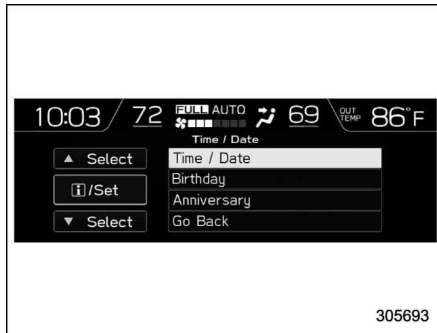 10:03 72 FULL AUTO 69 OUT TEMP 86°F
Time / Date
▲ Select
Time / Date
i/Set
Birthday
Anniversary
▼ Select
Go Back
305693